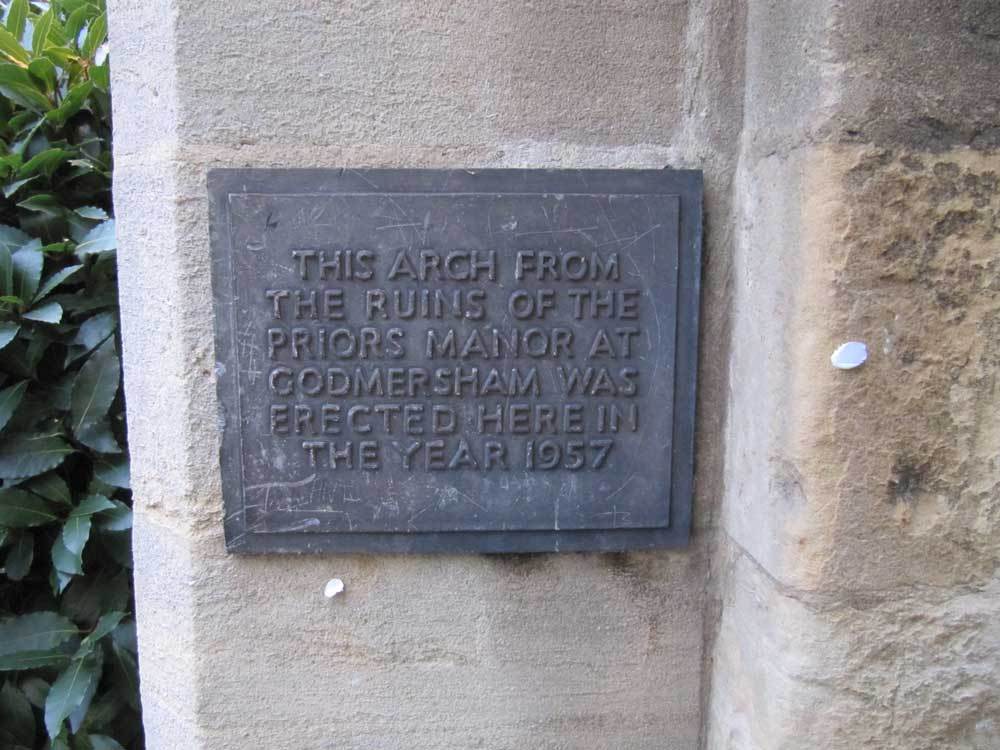 THIS ARCH FROM
THE RUINS OF THE
PRIORS MANOR AT
GODMERSHAM WAS
ERECTED HERE IN
THE YEAR 1957